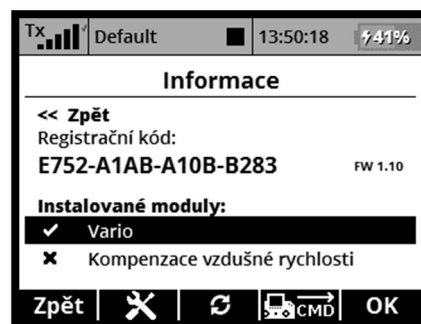 Tx Default 13:50:18 41%
Informace
<< Zpět
Registrační kód:
E752-A1AB-A10B-B283 FW 1.10
Instalované moduly:
Vario
Kompenzace vzdušné rychlosti
Zpět CMD OK